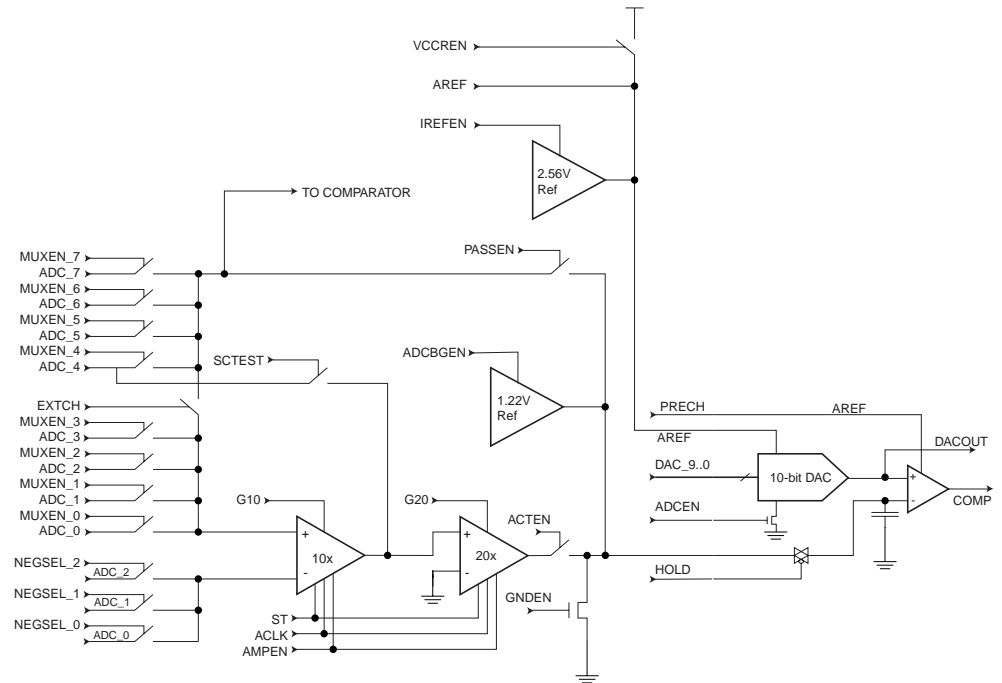 VCCREN
AREF
IREFEN
2.56V
Ref
TO COMPARATOR
PASSEN
MUXEN_7
ADC_7
MUXEN_6
ADC_6
MUXEN_5
ADC_5
MUXEN_4
ADC_4
SCTEST
ADCBGEN
1.22V
Ref
EXTCH
MUXEN_3
ADC_3
MUXEN_2
ADC_2
MUXEN_1
ADC_1
MUXEN_0
ADC_0
PRECH
AREF
AREF
DACOUT
DAC_9..0
10-bit DAC
+
-
COMP
ADCEN
G10
G20
ACTEN
+
10x
-
+
20x
-
NEGSEL_2
ADC_2
NEGSEL_1
ADC_1
NEGSEL_0
ADC_0
HOLD
GNDEN
ST
ACLK
AMPEN